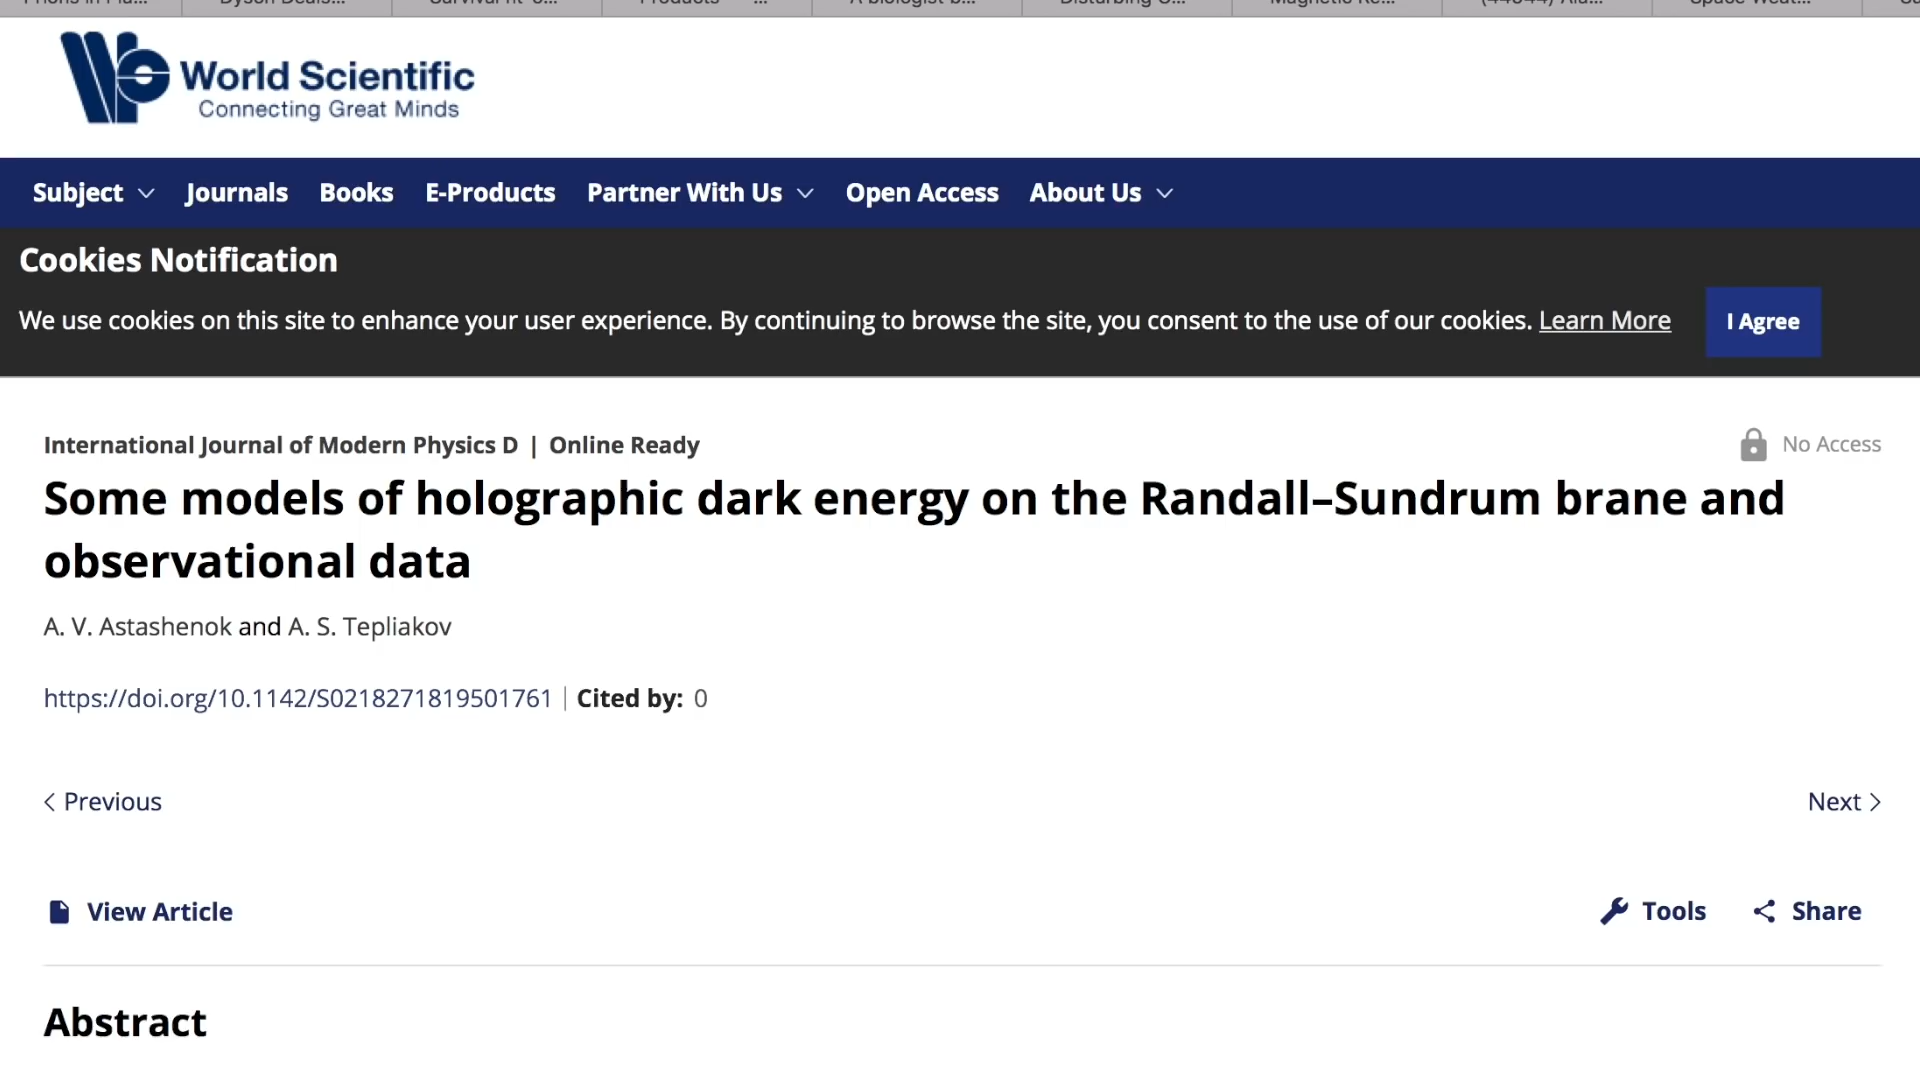 World Scientific
Connecting Great Minds
Subject Journals Books E-Products Partner With Us Open Access About Us
Cookies Notification
We use cookies on this site to enhance your user experience. By continuing to browse the site, you consent to the use of our cookies. Learn More I Agree
International Journal of Modern Physics D | Online Ready No Access
Some models of holographic dark energy on the Randall–Sundrum brane and
observational data
A. V. Astashenok and A. S. Tepliakov
https://doi.org/10.1142/S0218271819501761 | Cited by: 0
Previous Next
View Article Tools Share
Abstract